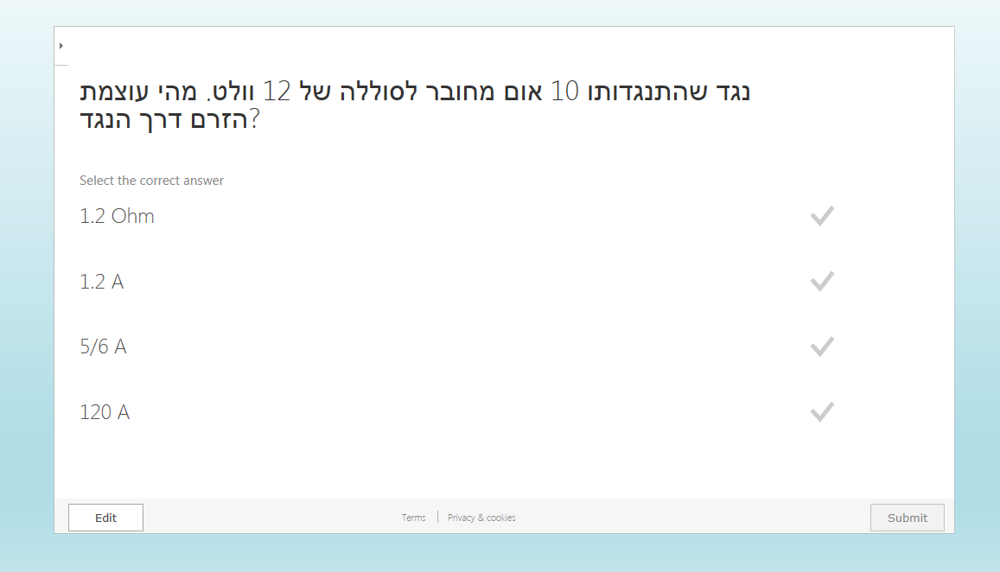 נגד שהתנגדותו 10 אום מחובר לסוללה של 12 וולט. מהי עוצמת
הזרם דרך הנגד?
Select the correct answer
1.2 Ohm
1.2 A
5/6 A
120 A
Edit
Terms
Privacy & cookies
Submit